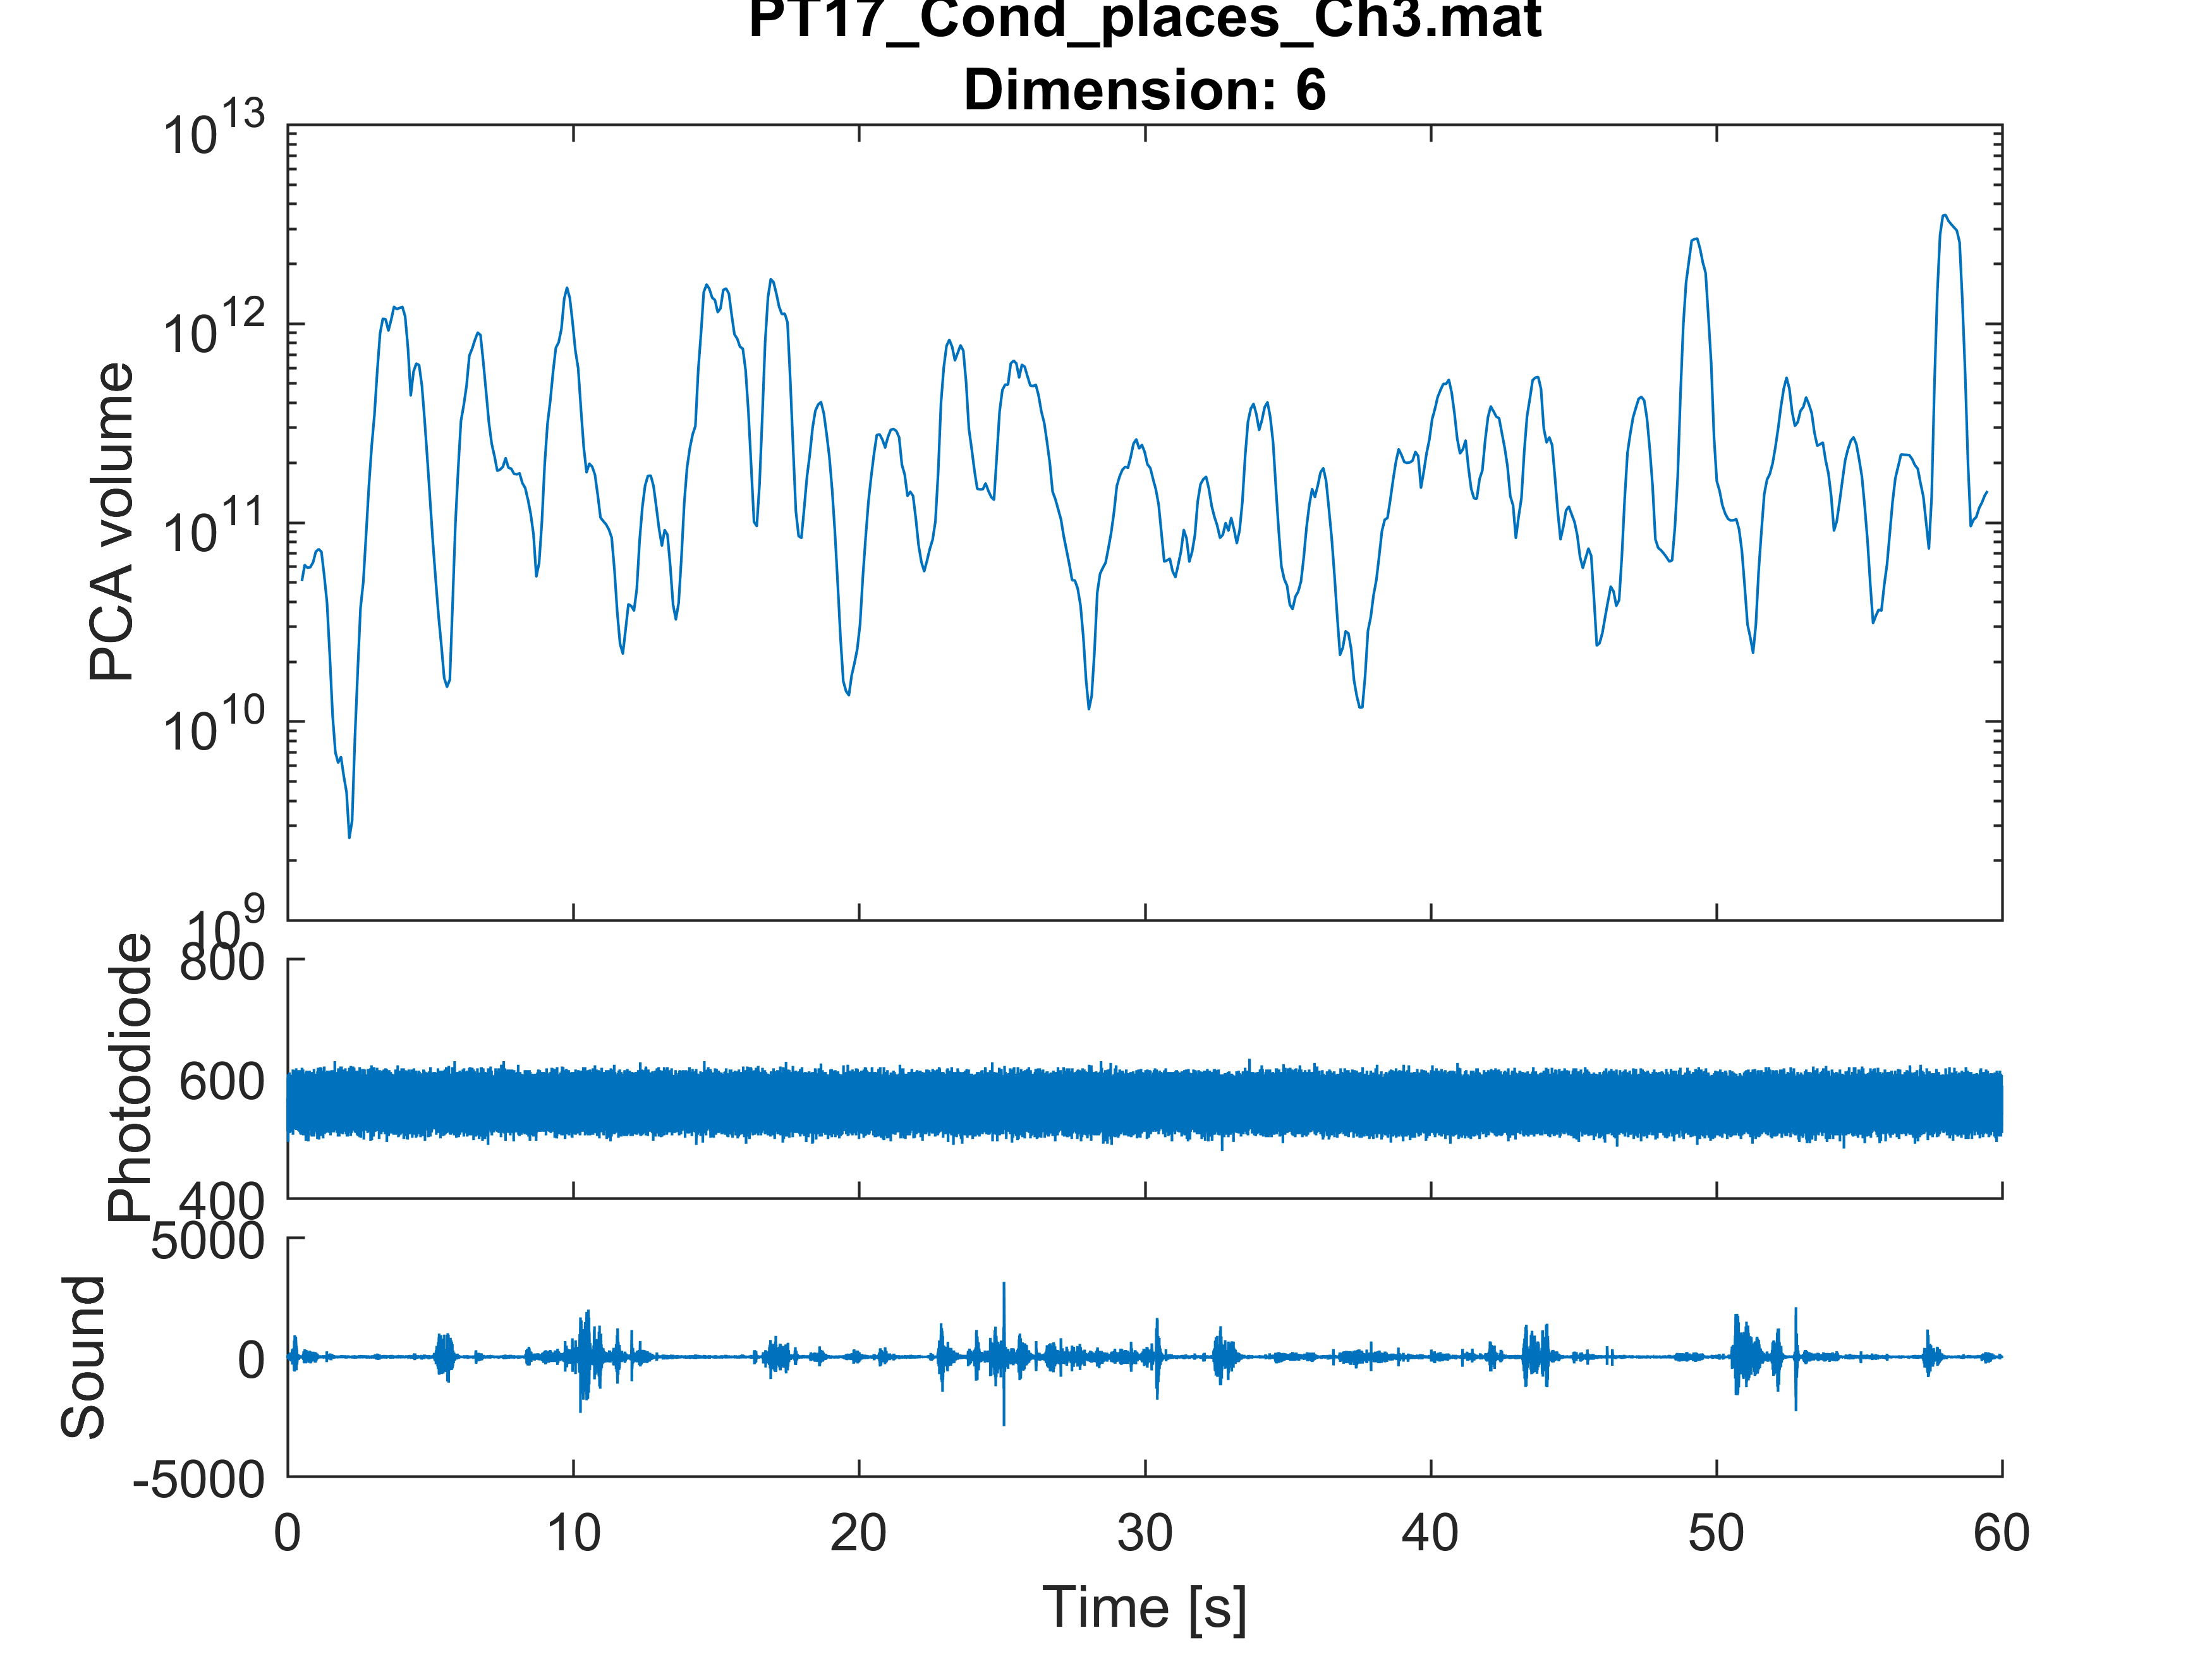 PT17_Cond_places_Ch3.mat
Dimension: 6
10^13
10^12
10^11
10^10
10^9
PCA volume
800
600
400
Photodiode
5000
0
-5000
Sound
0 10 20 30 40 50 60
Time [s]